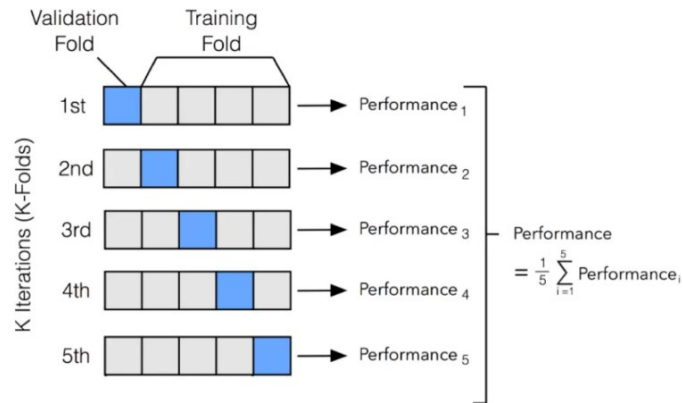 Validation
Fold
Training
Fold
K Iterations (K-Folds)
1st
Performance 1
2nd
Performance 2
3rd
Performance 3
4th
Performance 4
5th
Performance 5
Performance
= 1/5 5∑i=1 Performance i